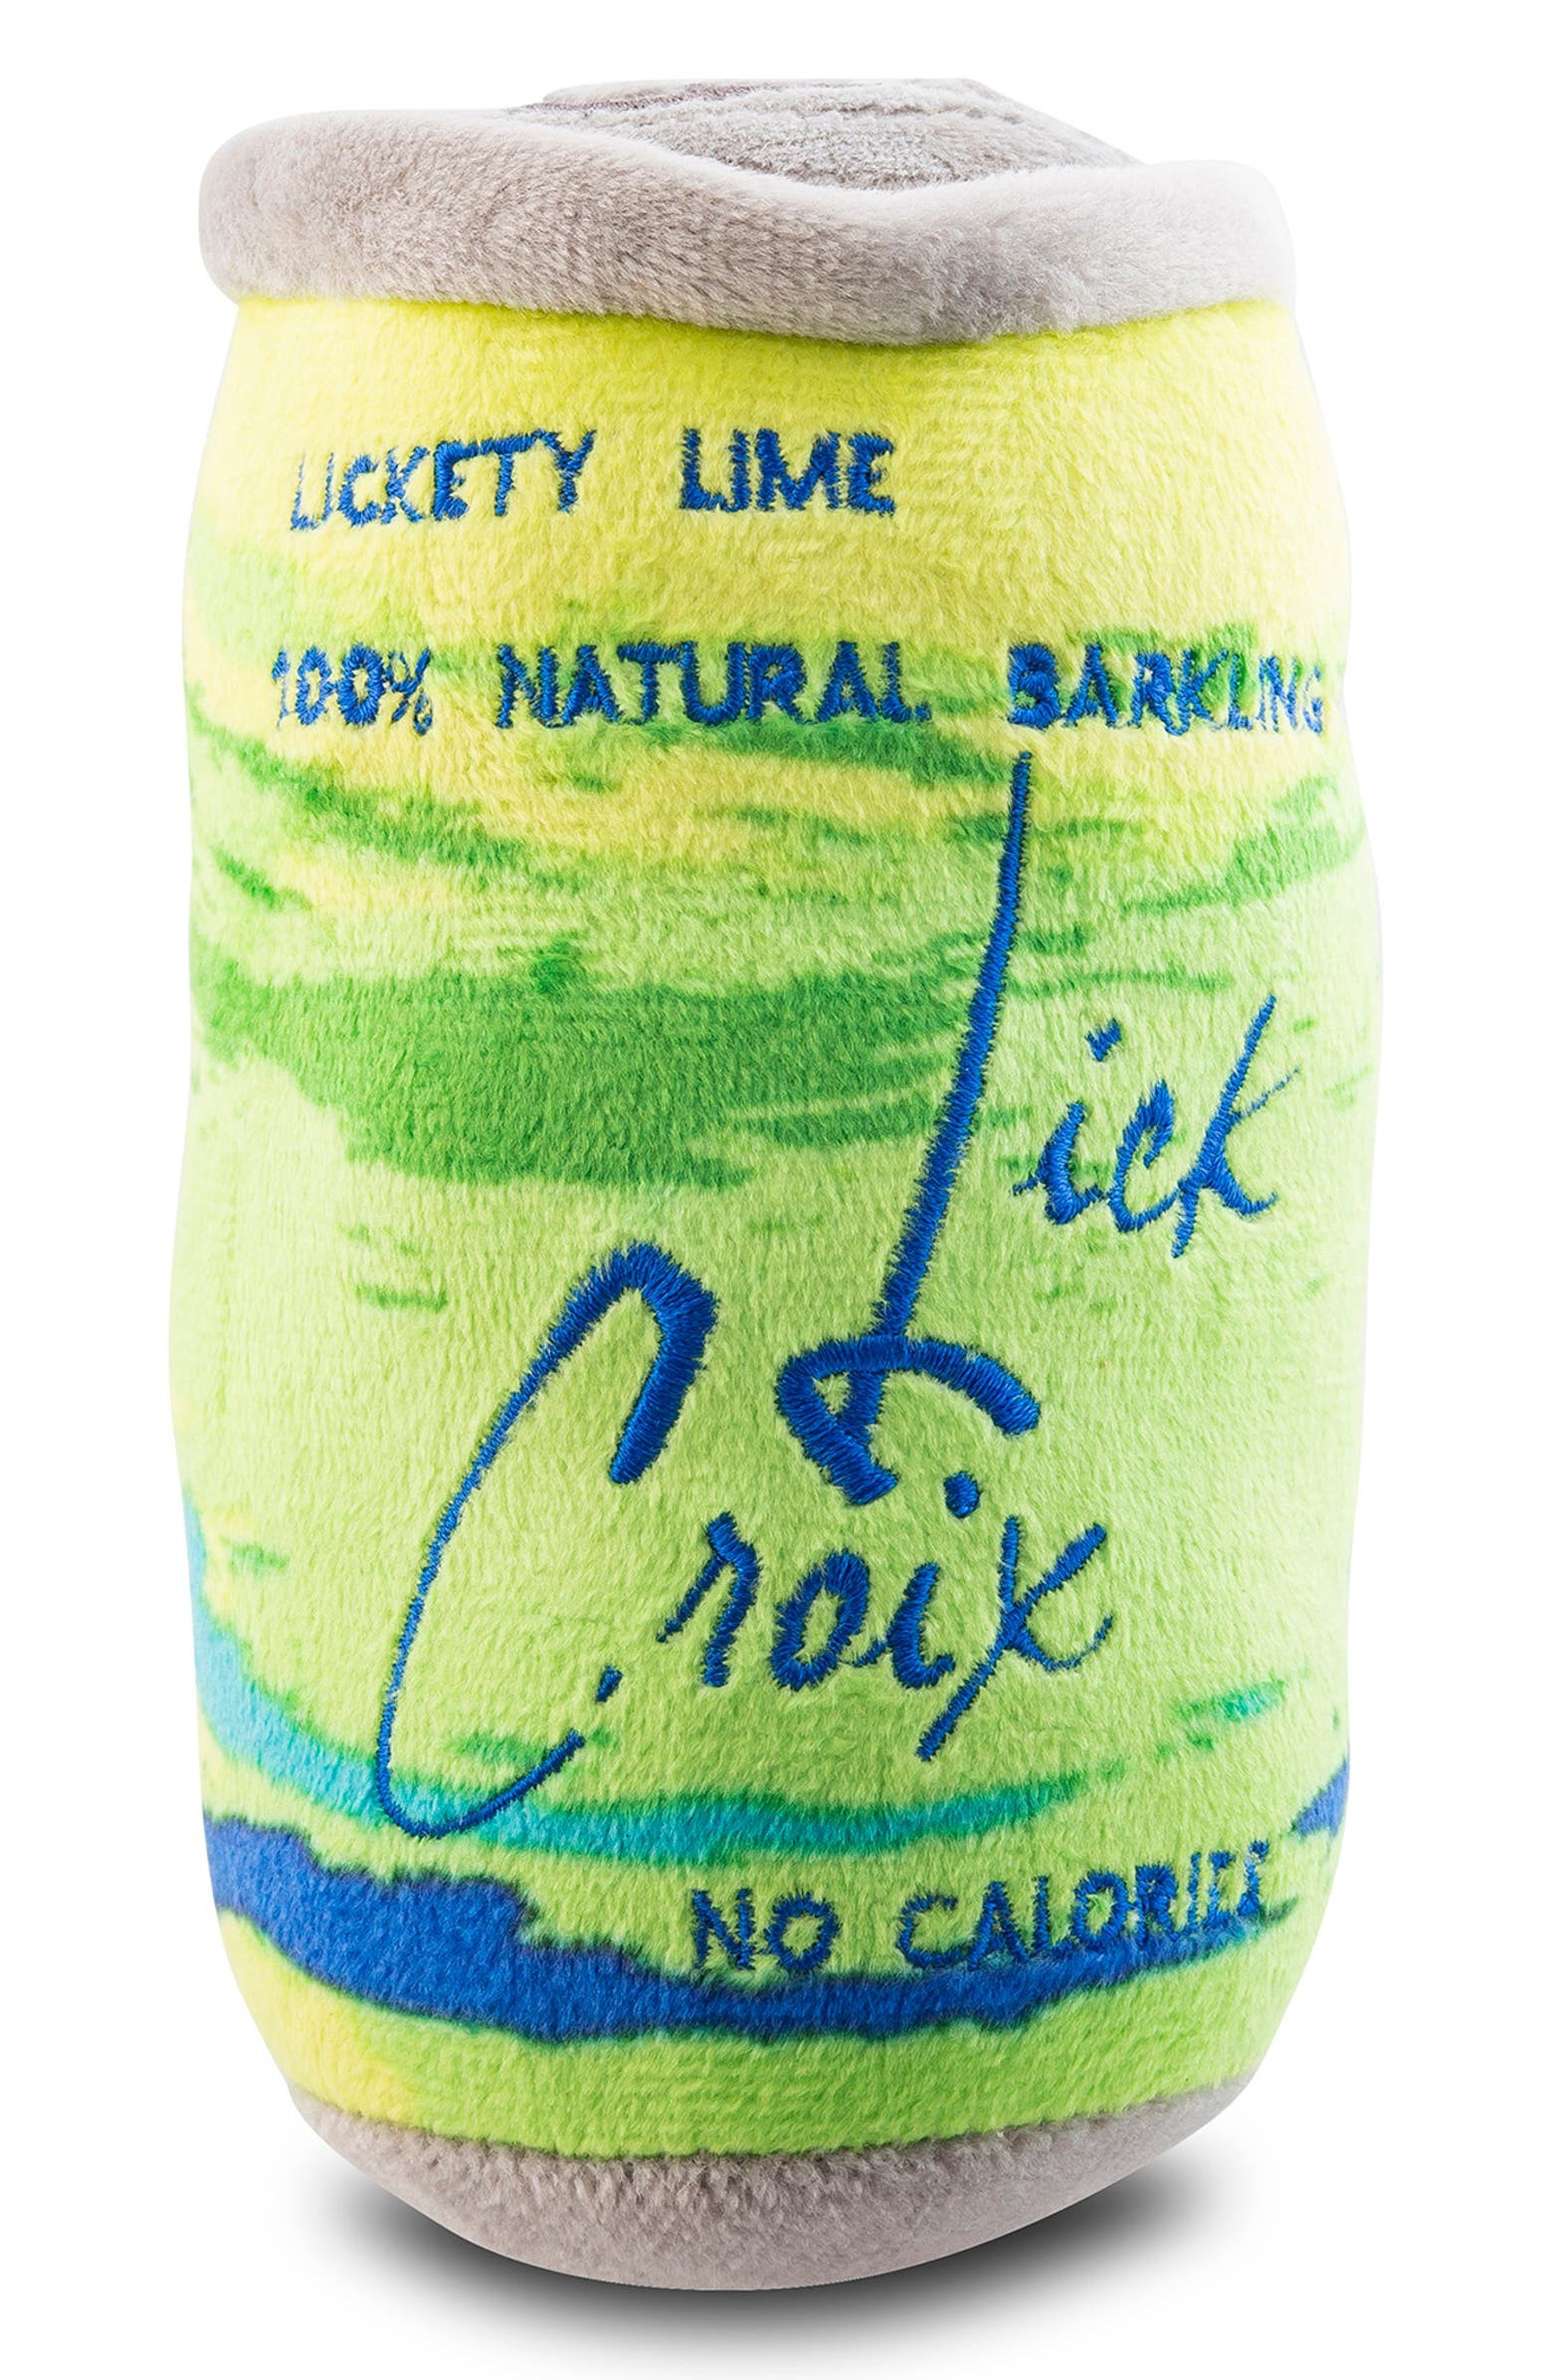 LICKETY LIME
100% NATURAL BARKLING
Lick
Croix
NO CALORIES